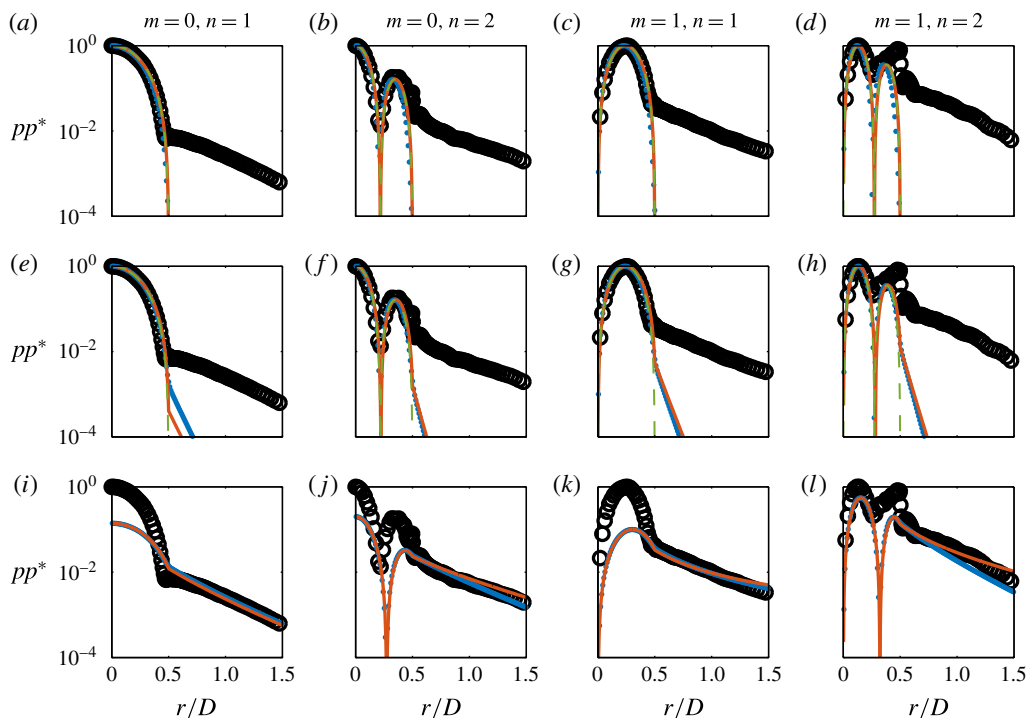 (a) m = 0, n = 1 (b) m = 0, n = 2 (c) m = 1, n = 1 (d) m = 1, n = 2
10^0
pp* 10^−2
10^−4
(e) (f) (g) (h)
10^0
pp* 10^−2
10^−4
(i) (j) (k) (l)
10^0
pp* 10^−2
10^−4
0 0.5 1.0 1.5 0 0.5 1.0 1.5 0 0.5 1.0 1.5 0 0.5 1.0 1.5
r/D r/D r/D r/D